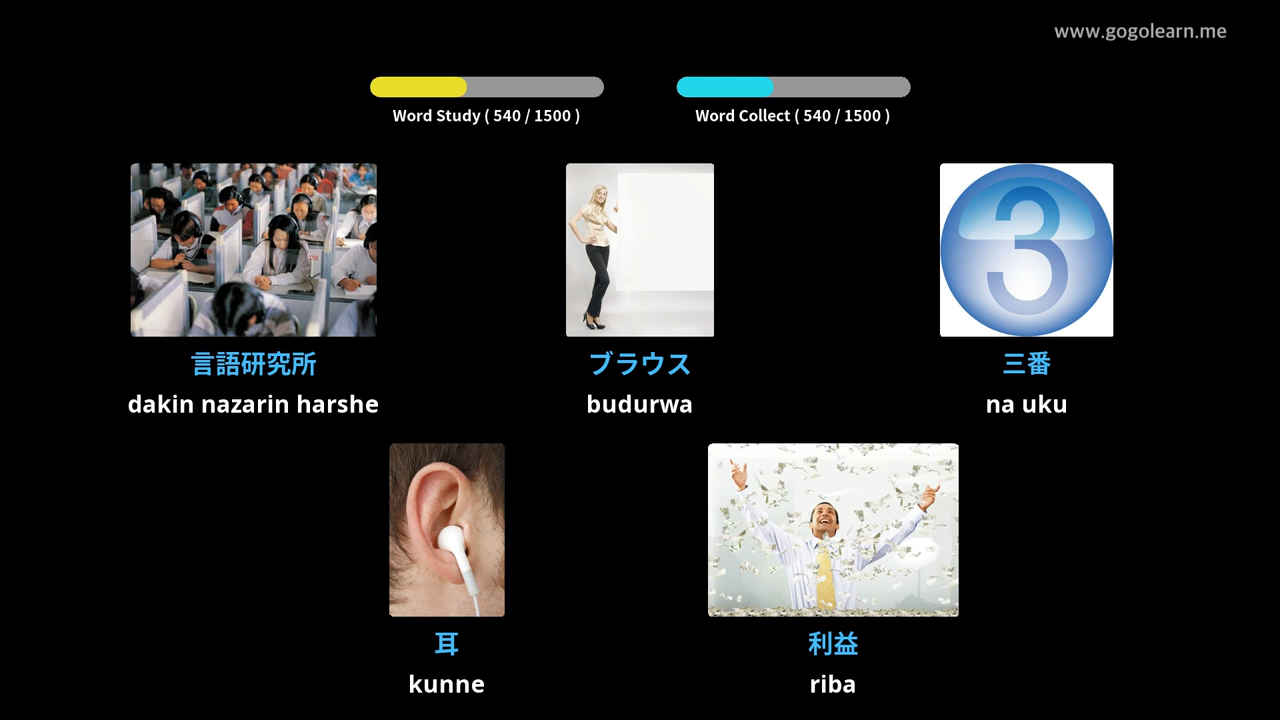 www.gogolearn.me
Word Study ( 540 / 1500 )
Word Collect ( 540 / 1500 )
3
言語研究所
dakin nazarin harshe
ブラウス
budurwa
三番
na uku
耳
kunne
利益
riba